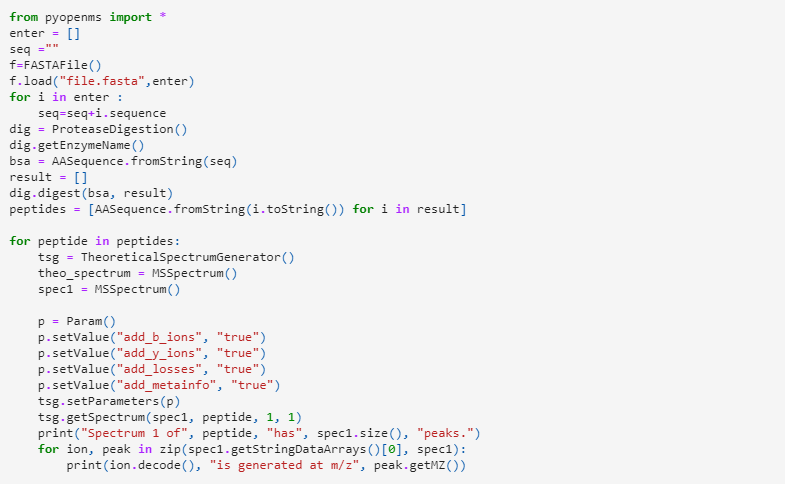 from pyopenms import *
enter = []
seq =""
f=FASTAFile()
f.load("file.fasta",enter)
for i in enter :
    seq=seq+i.sequence
dig = ProteaseDigestion()
dig.getEnzymeName()
bsa = AASequence.fromString(seq)
result = []
dig.digest(bsa, result)
peptides = [AASequence.fromString(i.toString()) for i in result]

for peptide in peptides:
    tsg = TheoreticalSpectrumGenerator()
    theo_spectrum = MSSpectrum()
    spec1 = MSSpectrum()

    p = Param()
    p.setValue("add_b_ions", "true")
    p.setValue("add_y_ions", "true")
    p.setValue("add_losses", "true")
    p.setValue("add_metainfo", "true")
    tsg.setParameters(p)
    tsg.getSpectrum(spec1, peptide, 1, 1)
    print("Spectrum 1 of", peptide, "has", spec1.size(), "peaks.")
    for ion, peak in zip(spec1.getStringDataArrays()[0], spec1):
        print(ion.decode(), "is generated at m/z", peak.getMZ())